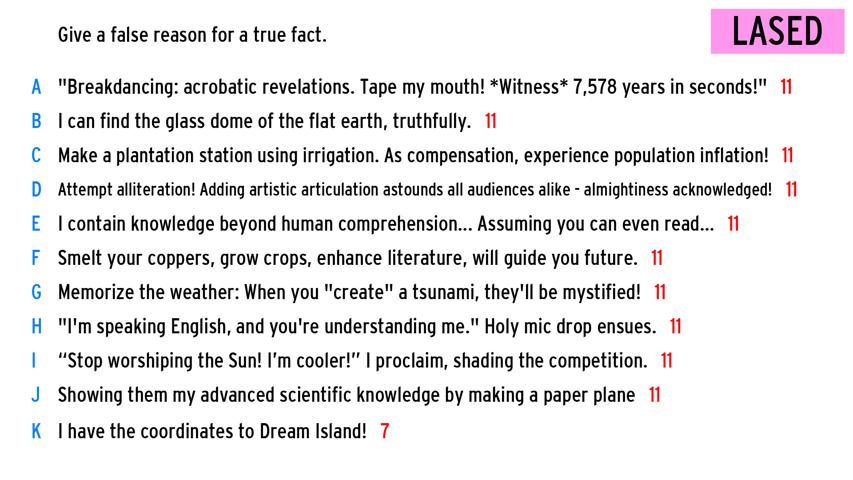 Give a false reason for a true fact.
LASED
A "Breakdancing: acrobatic revelations. Tape my mouth! *Witness* 7,578 years in seconds!" 11
B I can find the glass dome of the flat earth, truthfully. 11
C Make a plantation station using irrigation. As compensation, experience population inflation! 11
D Attempt alliteration! Adding artistic articulation astounds all audiences alike - almightiness acknowledged! 11
E I contain knowledge beyond human comprehension... Assuming you can even read... 11
F Smelt your coppers, grow crops, enhance literature, will guide you future. 11
G Memorize the weather: When you "create" a tsunami, they'll be mystified! 11
H "I'm speaking English, and you're understanding me." Holy mic drop ensues. 11
I “Stop worshiping the Sun! I’m cooler!” I proclaim, shading the competition. 11
J Showing them my advanced scientific knowledge by making a paper plane 11
K I have the coordinates to Dream Island! 7